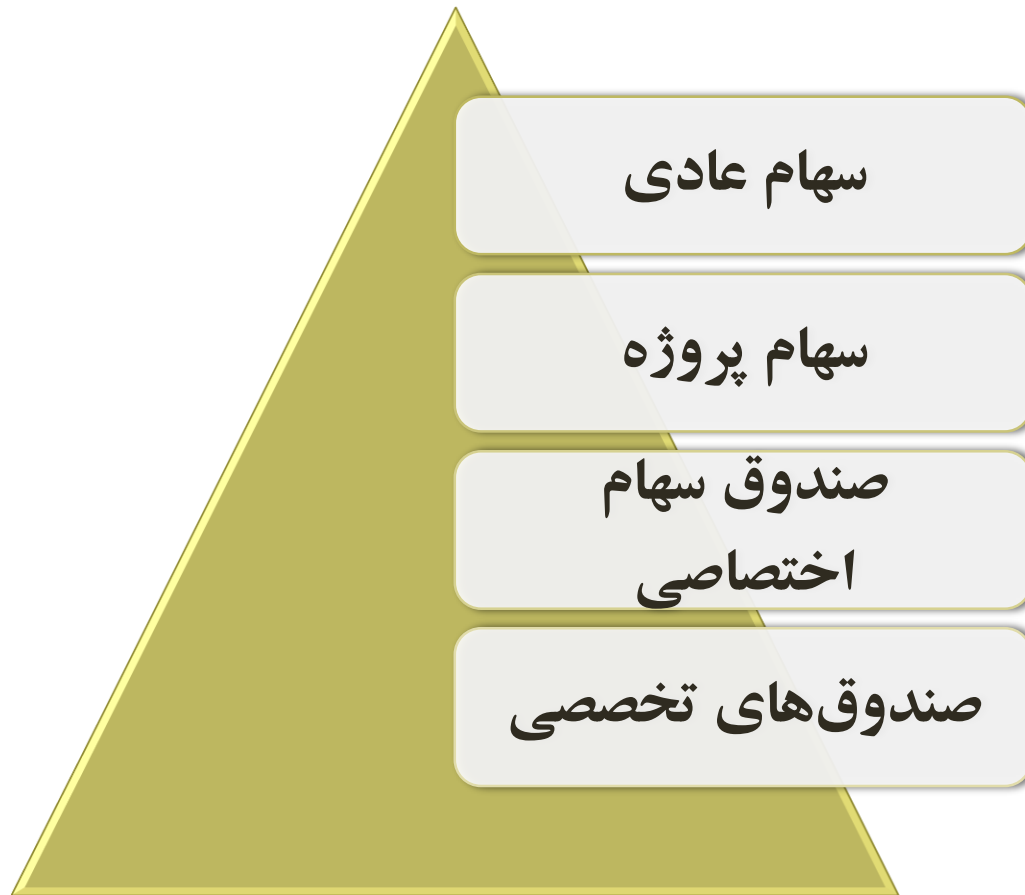 سهام عادی
سهام پروژه
صندوق سهام
اختصاصی
صندوق‌های تخصصی